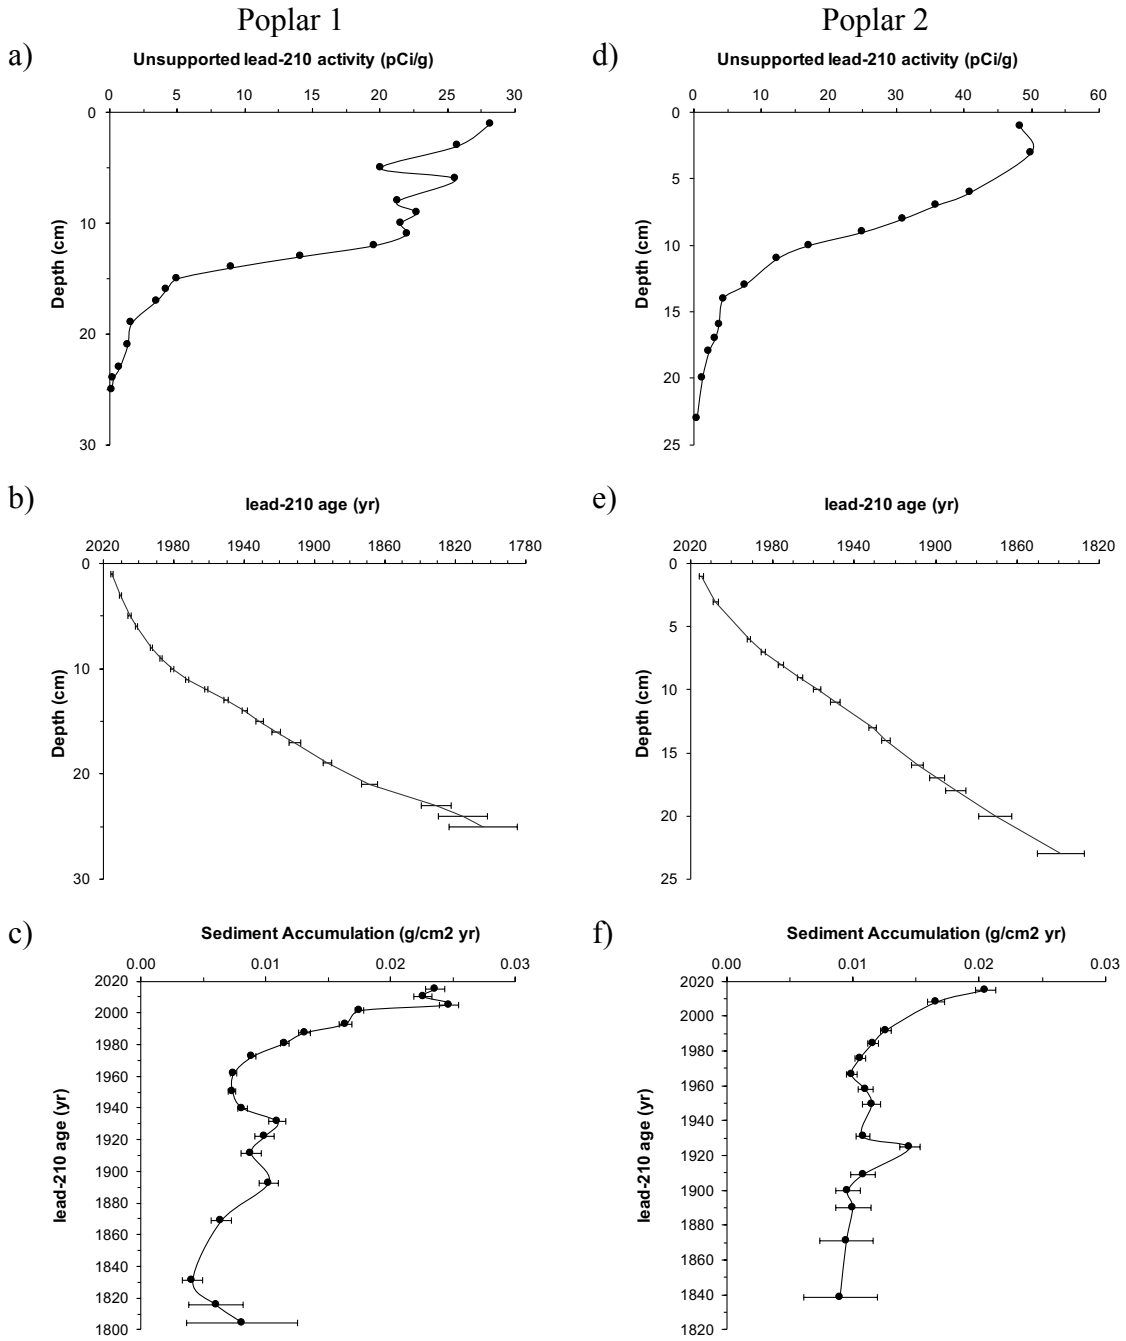 Poplar 1
Poplar 2
a)
Unsupported lead-210 activity (pCi/g)
0 5 10 15 20 25 30
0
10
20
30
Depth (cm)
d)
Unsupported lead-210 activity (pCi/g)
0 10 20 30 40 50 60
0
5
10
15
20
25
Depth (cm)
b)
lead-210 age (yr)
2020 1980 1940 1900 1860 1820 1780
0
10
20
30
Depth (cm)
e)
lead-210 age (yr)
2020 1980 1940 1900 1860 1820
0
5
10
15
20
25
Depth (cm)
c)
Sediment Accumulation (g/cm2 yr)
0.00 0.01 0.02 0.03
2020
2000
1980
1960
1940
1920
1900
1880
1860
1840
1820
1800
lead-210 age (yr)
f)
Sediment Accumulation (g/cm2 yr)
0.00 0.01 0.02 0.03
2020
2000
1980
1960
1940
1920
1900
1880
1860
1840
1820
lead-210 age (yr)